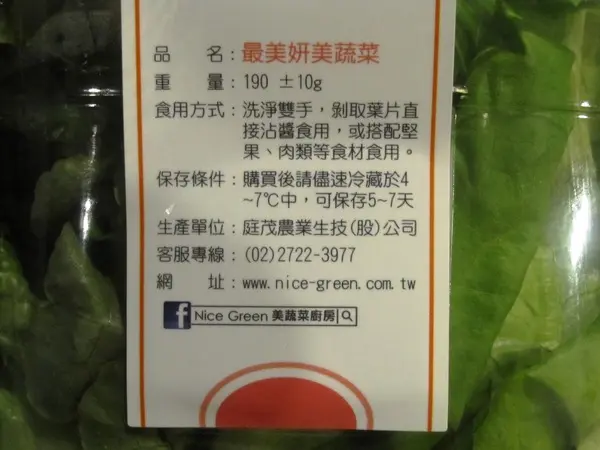 品　　名：最美妍美蔬菜
重　　量：190 ±10g
食用方式：洗淨雙手，剝取葉片直
接沾醬食用，或搭配堅
果、肉類等食材食用。
保存條件：購買後請儘速冷藏於4
~7℃中，可保存5~7天
生產單位：庭茂農業生技(股)公司
客服專線：(02)2722-3977
網　　址：www.nice-green.com.tw
f Nice Green 美蔬菜廚房